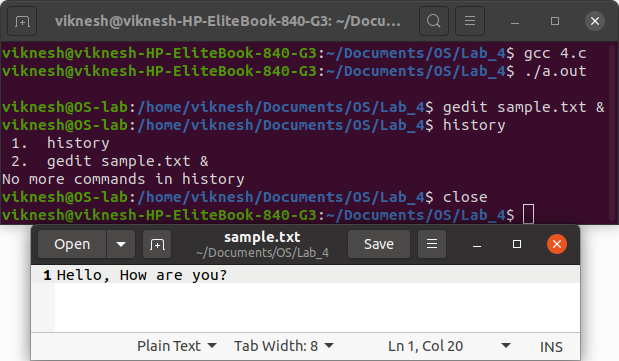 viknesh@viknesh-HP-EliteBook-840-G3: ~/Docu...
viknesh@viknesh-HP-EliteBook-840-G3:~/Documents/OS/Lab_4$ gcc 4.c
viknesh@viknesh-HP-EliteBook-840-G3:~/Documents/OS/Lab_4$ ./a.out
viknesh@OS-lab:/home/viknesh/Documents/OS/Lab_4$ gedit sample.txt &
viknesh@OS-lab:/home/viknesh/Documents/OS/Lab_4$ history
1. history
2. gedit sample.txt &
No more commands in history
viknesh@OS-lab:/home/viknesh/Documents/OS/Lab_4$ close
viknesh@viknesh-HP-EliteBook-840-G3:~/Documents/OS/Lab_4$
Open sample.txt Save
~/Documents/OS/Lab_4
1 Hello, How are you?
Plain Text Tab Width: 8 Ln 1, Col 20 INS